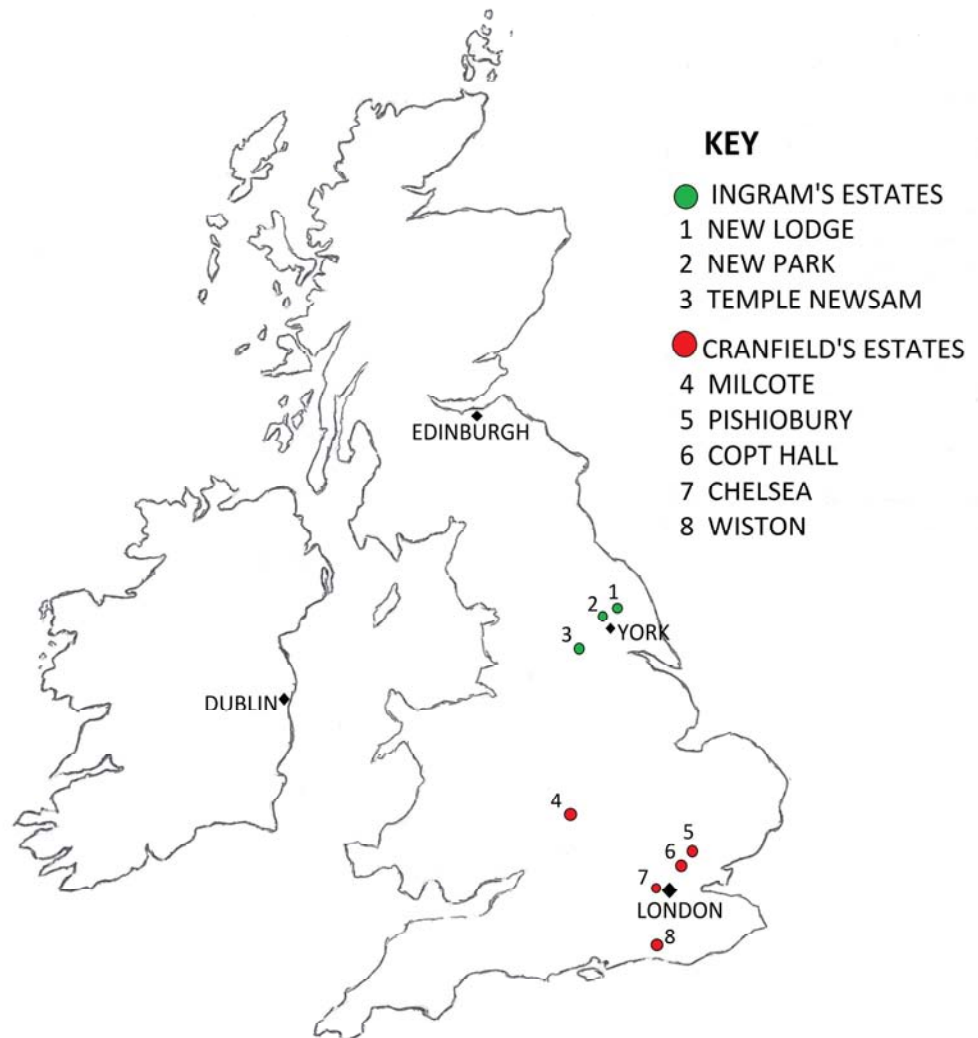 KEY
INGRAM'S ESTATES
1 NEW LODGE
2 NEW PARK
3 TEMPLE NEWSAM
CRANFIELD'S ESTATES
4 MILCOTE
5 PISHIOBURY
6 COPT HALL
7 CHELSEA
8 WISTON
EDINBURGH
1
2
YORK
3
DUBLIN
4
5
6
7
LONDON
8